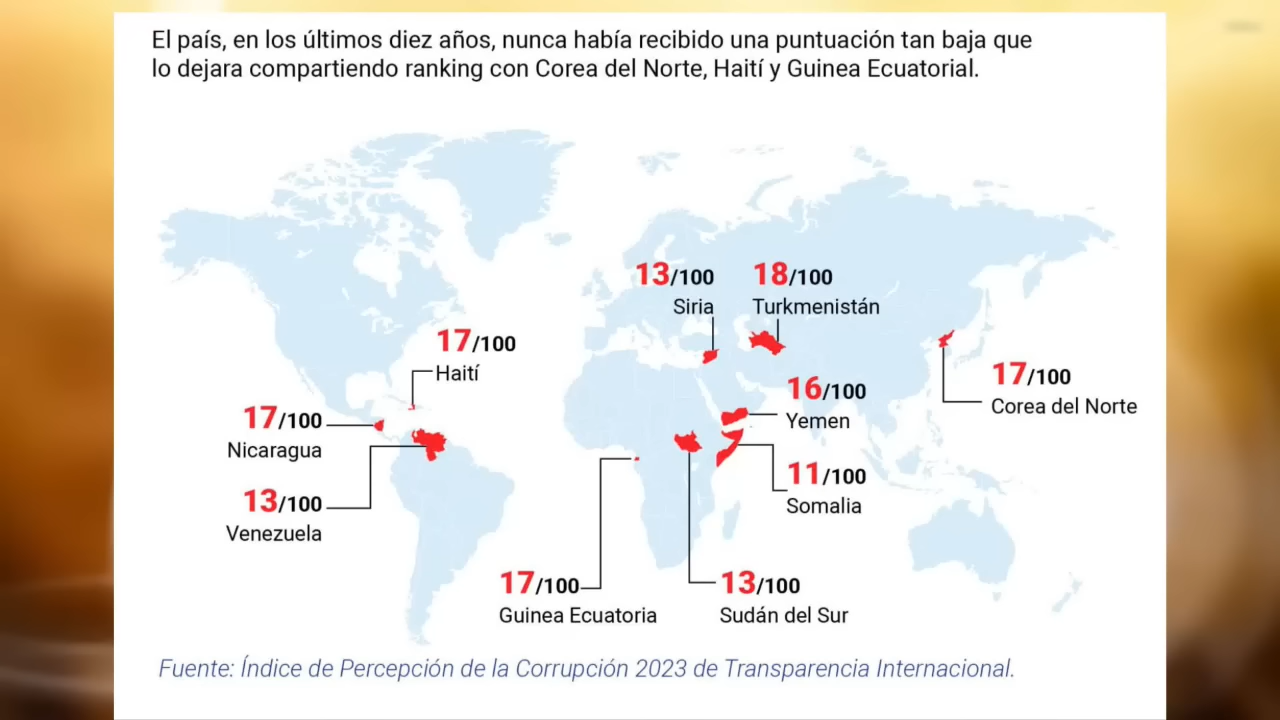 El país, en los últimos diez años, nunca había recibido una puntuación tan baja que
lo dejara compartiendo ranking con Corea del Norte, Haití y Guinea Ecuatorial.
13/100
Siria
18/100
Turkmenistán
17/100
Haití
17/100
Corea del Norte
16/100
Yemen
17/100
Nicaragua
11/100
Somalia
13/100
Venezuela
17/100
Guinea Ecuatoria
13/100
Sudán del Sur
Fuente: Índice de Percepción de la Corrupción 2023 de Transparencia Internacional.